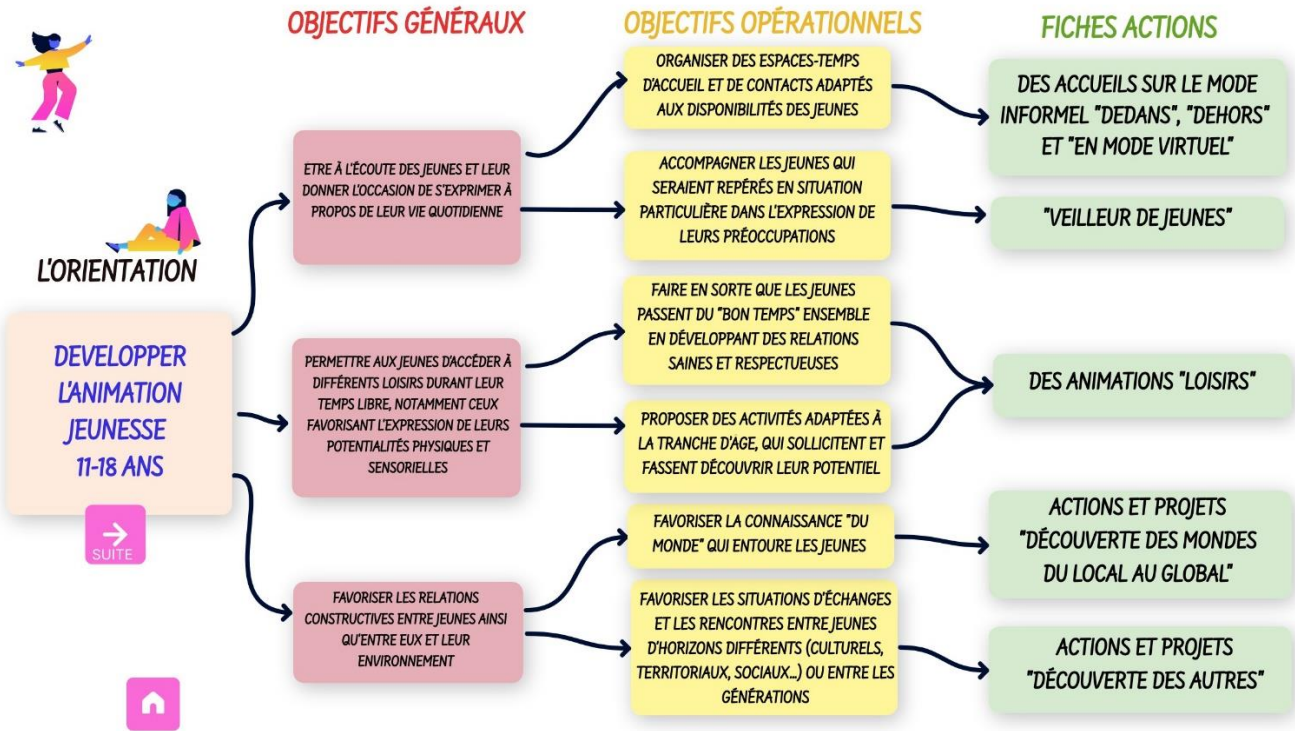 OBJECTIFS GÉNÉRAUX
OBJECTIFS OPÉRATIONNELS
FICHES ACTIONS
L'ORIENTATION
DEVELOPPER
L'ANIMATION
JEUNESSE
11-18 ANS
SUITE
ETRE À L'ÉCOUTE DES JEUNES ET LEUR
DONNER L'OCCASION DE S'EXPRIMER À
PROPOS DE LEUR VIE QUOTIDIENNE
ORGANISER DES ESPACES-TEMPS
D'ACCUEIL ET DE CONTACTS ADAPTÉS
AUX DISPONIBILITÉS DES JEUNES
DES ACCUEILS SUR LE MODE
INFORMEL "DEDANS", "DEHORS"
ET "EN MODE VIRTUEL"
ACCOMPAGNER LES JEUNES QUI
SERAIENT REPÉRÉS EN SITUATION
PARTICULIÈRE DANS L'EXPRESSION DE
LEURS PRÉOCCUPATIONS
"VEILLEUR DE JEUNES"
PERMETTRE AUX JEUNES D'ACCÉDER À
DIFFÉRENTS LOISIRS DURANT LEUR
TEMPS LIBRE, NOTAMMENT CEUX
FAVORISANT L'EXPRESSION DE LEURS
POTENTIALITÉS PHYSIQUES ET
SENSORIELLES
FAIRE EN SORTE QUE LES JEUNES
PASSENT DU "BON TEMPS" ENSEMBLE
EN DÉVELOPPANT DES RELATIONS
SAINES ET RESPECTUEUSES
PROPOSER DES ACTIVITÉS ADAPTÉES À
LA TRANCHE D'AGE, QUI SOLLICITENT ET
FASSENT DÉCOUVRIR LEUR POTENTIEL
DES ANIMATIONS "LOISIRS"
FAVORISER LES RELATIONS
CONSTRUCTIVES ENTRE JEUNES AINSI
QU'ENTRE EUX ET LEUR
ENVIRONNEMENT
FAVORISER LA CONNAISSANCE "DU
MONDE" QUI ENTOURE LES JEUNES
ACTIONS ET PROJETS
"DÉCOUVERTE DES MONDES
DU LOCAL AU GLOBAL"
FAVORISER LES SITUATIONS D'ÉCHANGES
ET LES RENCONTRES ENTRE JEUNES
D'HORIZONS DIFFÉRENTS (CULTURELS,
TERRITORIAUX, SOCIAUX...) OU ENTRE LES
GÉNÉRATIONS
ACTIONS ET PROJETS
"DÉCOUVERTE DES AUTRES"